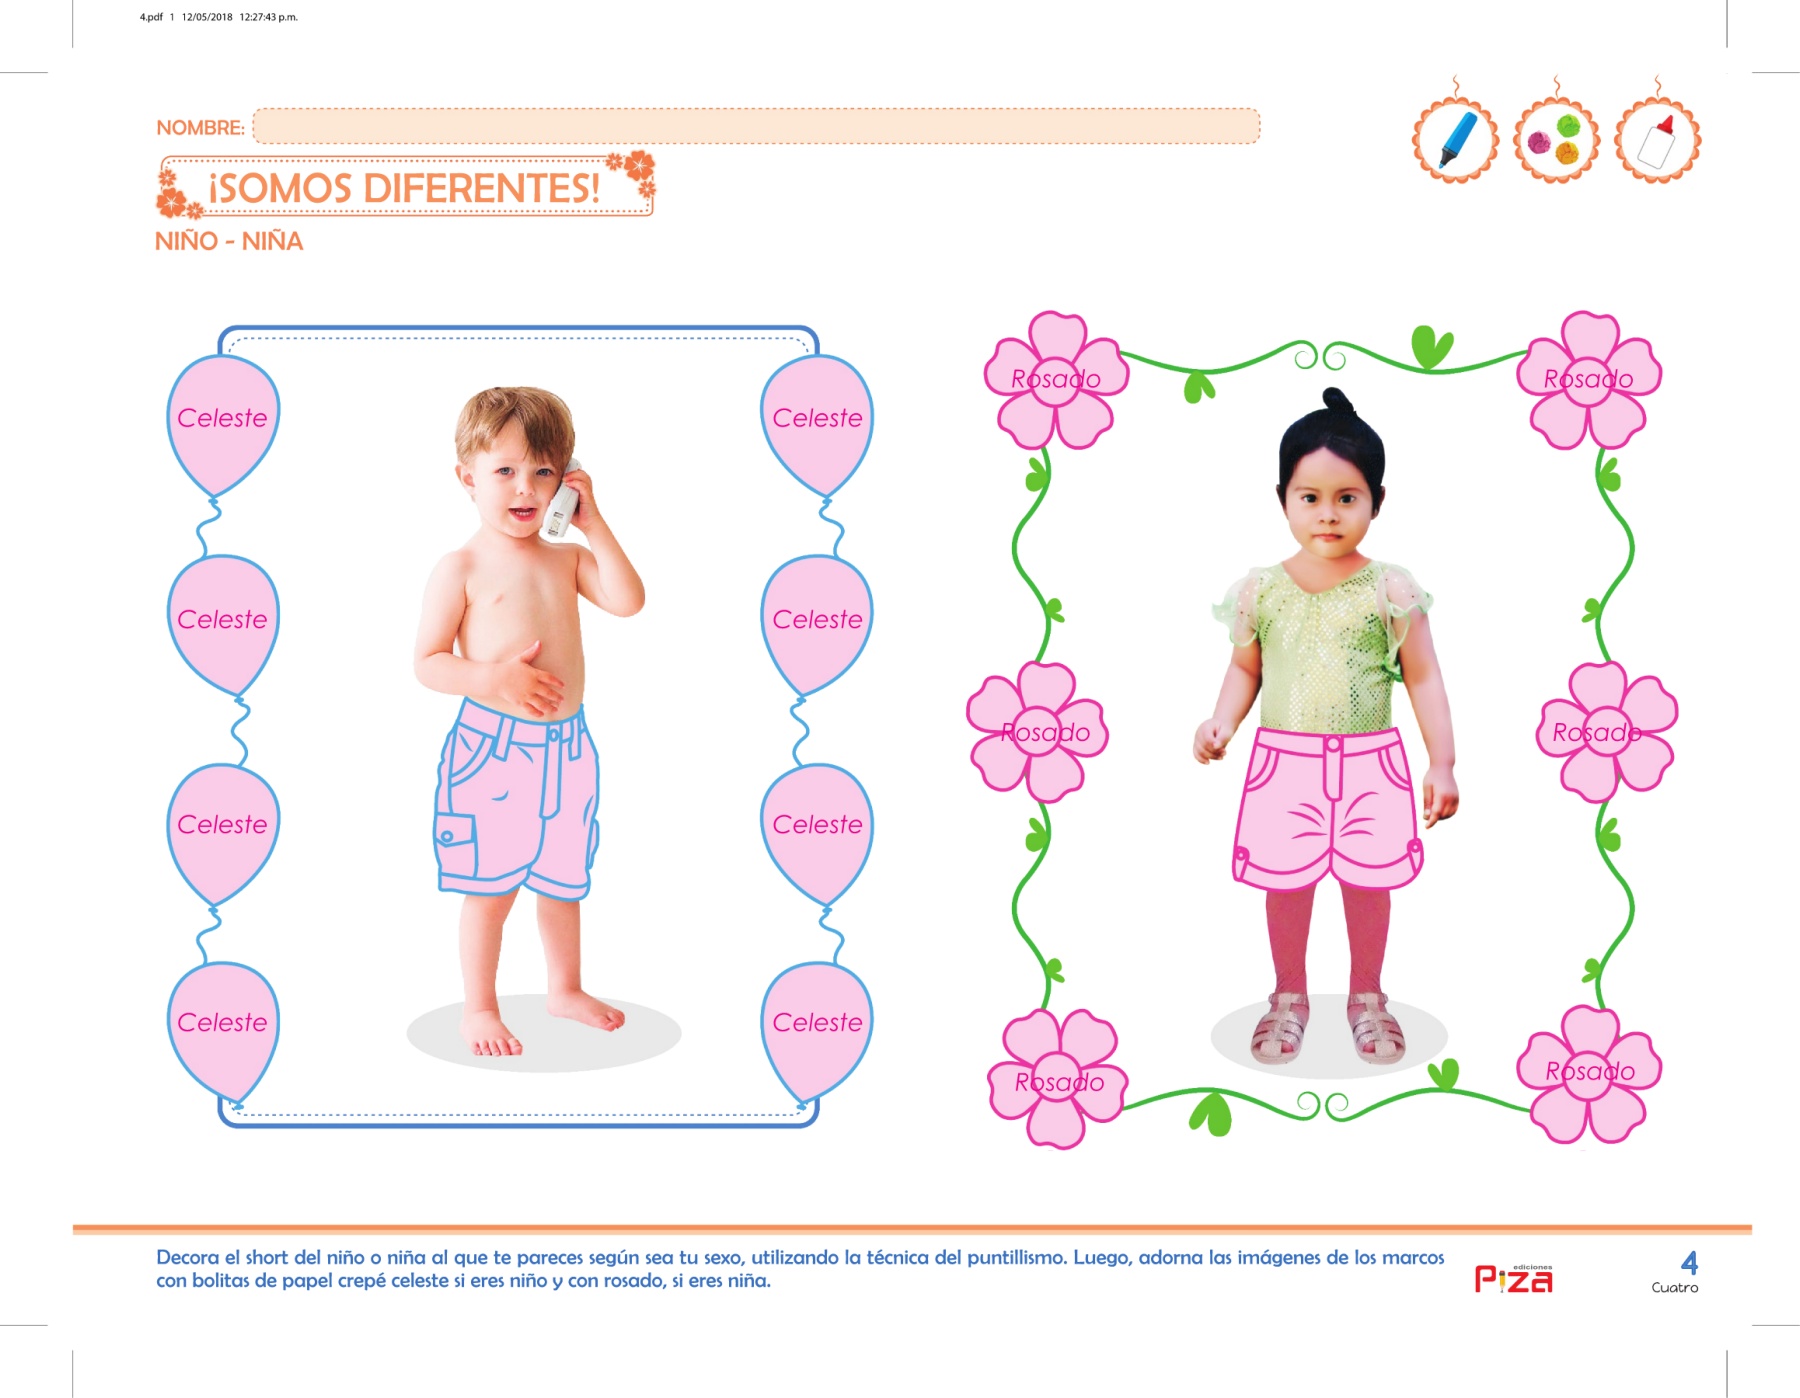 4.pdf 1 12/05/2018 12:27:43 p.m.
NOMBRE:
¡SOMOS DIFERENTES!
NIÑO - NIÑA
Celeste
Celeste
Celeste
Celeste
Celeste
Celeste
Celeste
Celeste
Rosado
Rosado
Rosado
Rosado
Rosado
Rosado
Decora el short del niño o niña al que te pareces según sea tu sexo, utilizando la técnica del puntillismo. Luego, adorna las imágenes de los marcos
con bolitas de papel crepé celeste si eres niño y con rosado, si eres niña.
ediciones
Piza
4
Cuatro